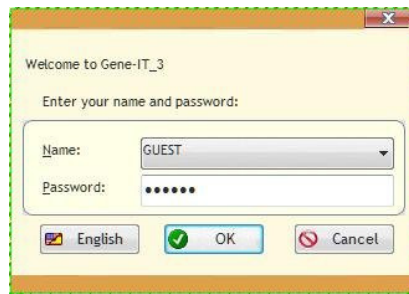 Welcome to Gene-IT_3
Enter your name and password:
Name: GUEST
Password: ••••••
English OK Cancel